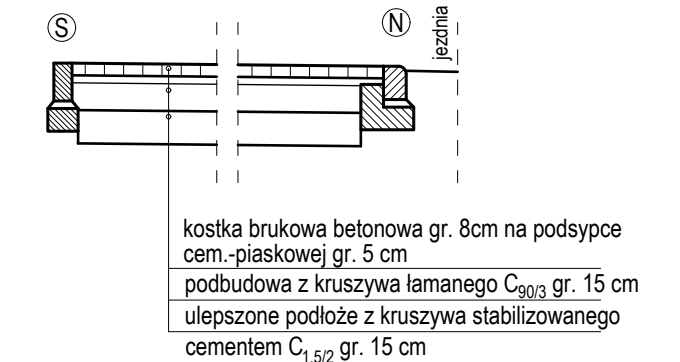 S
N
jezdnia
kostka brukowa betonowa gr. 8cm na podsypce
cem.-piaskowej gr. 5 cm
podbudowa z kruszywa łamanego C90/3 gr. 15 cm
ulepszone podłoże z kruszywa stabilizowanego
cementem C1,5/2 gr. 15 cm